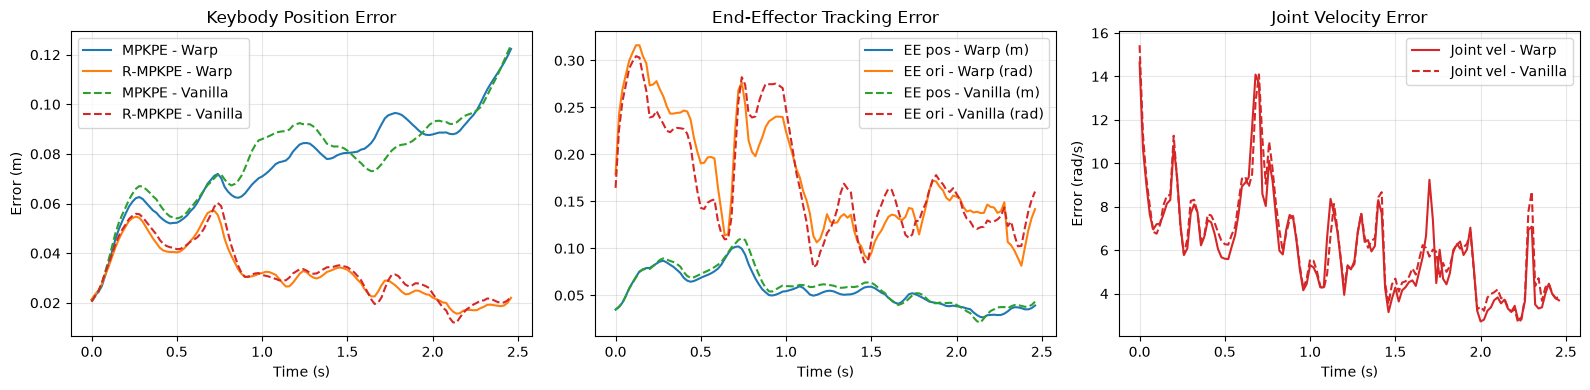 Keybody Position Error
MPKPE - Warp
R-MPKPE - Warp
MPKPE - Vanilla
R-MPKPE - Vanilla
Error (m)
0.12
0.10
0.08
0.06
0.04
0.02
0.0
0.5
1.0
1.5
2.0
2.5
Time (s)
End-Effector Tracking Error
EE pos - Warp (m)
EE ori - Warp (rad)
EE pos - Vanilla (m)
EE ori - Vanilla (rad)
0.30
0.25
0.20
0.15
0.10
0.05
0.0
0.5
1.0
1.5
2.0
2.5
Time (s)
Joint Velocity Error
Joint vel - Warp
Joint vel - Vanilla
Error (rad/s)
16
14
12
10
8
6
4
0.0
0.5
1.0
1.5
2.0
2.5
Time (s)